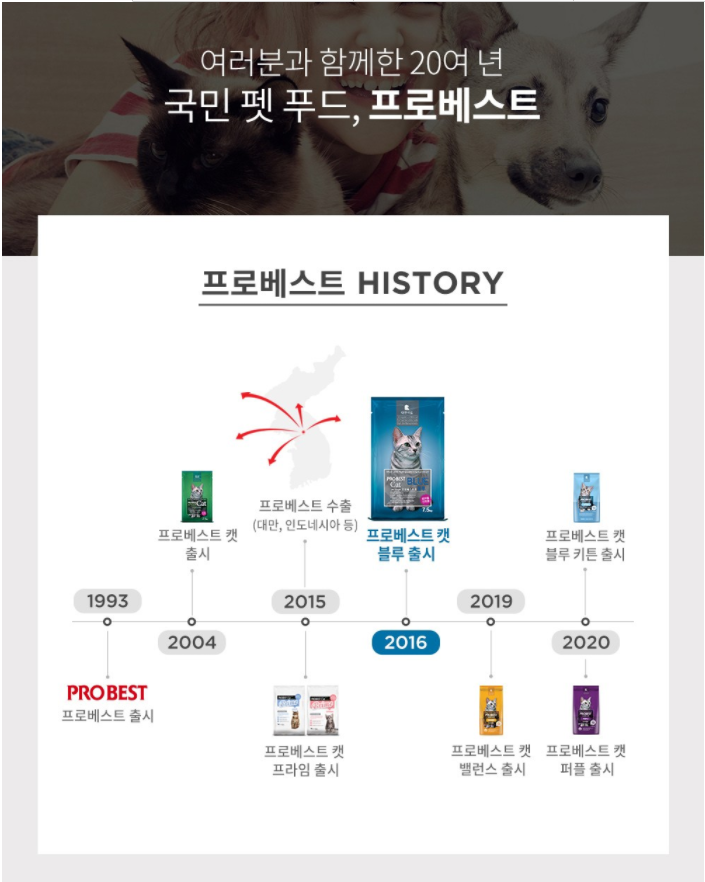 여러분과 함께한 20여 년
국민 펫 푸드, 프로베스트
프로베스트 HISTORY
프로베스트 캣
출시
프로베스트 수출
(대만, 인도네시아 등)
PROBEST
Cat
BLUE
7.5
프로베스트 캣
블루 출시
프로베스트 캣
블루 키튼 출시
1993
2004
2015
2016
2019
2020
PRO BEST
프로베스트 출시
프로베스트 캣
프라임 출시
프로베스트 캣
밸런스 출시
프로베스트 캣
퍼플 출시